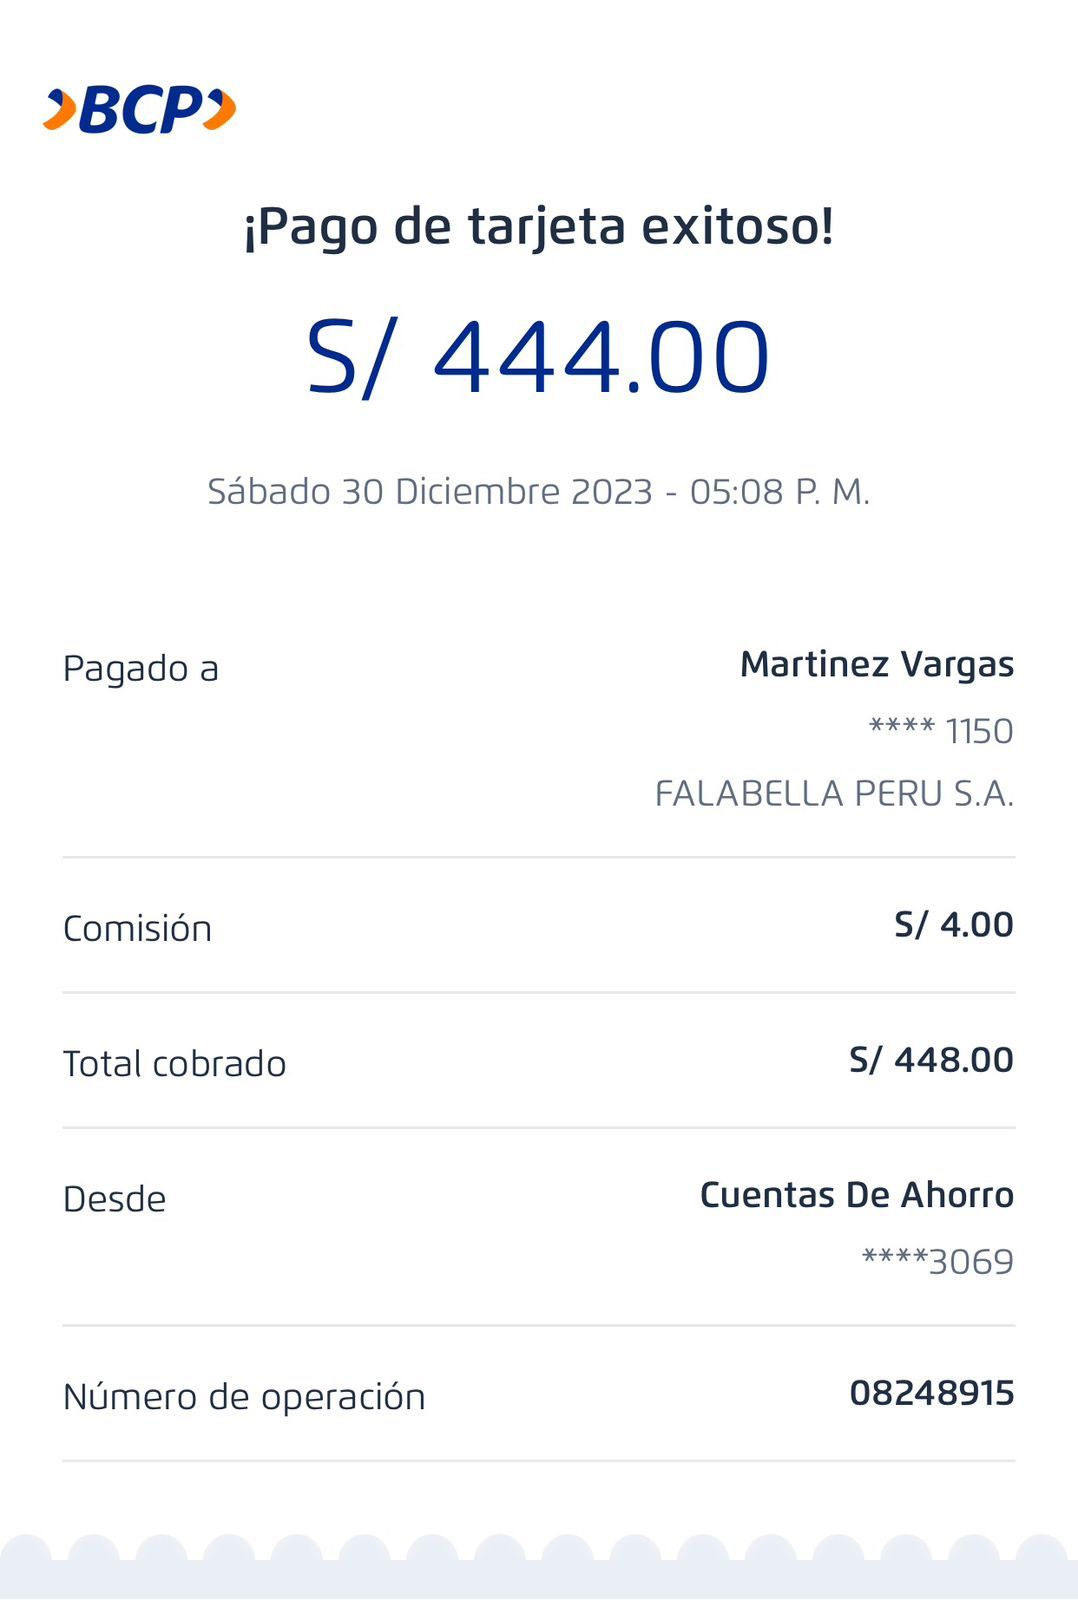 BCP
¡Pago de tarjeta exitoso!
S/ 444.00
Sábado 30 Diciembre 2023 - 05:08 P. M.
Pagado a
Martinez Vargas
**** 1150
FALABELLA PERU S.A.
Comisión
S/ 4.00
Total cobrado
S/ 448.00
Desde
Cuentas De Ahorro
****3069
Número de operación
08248915